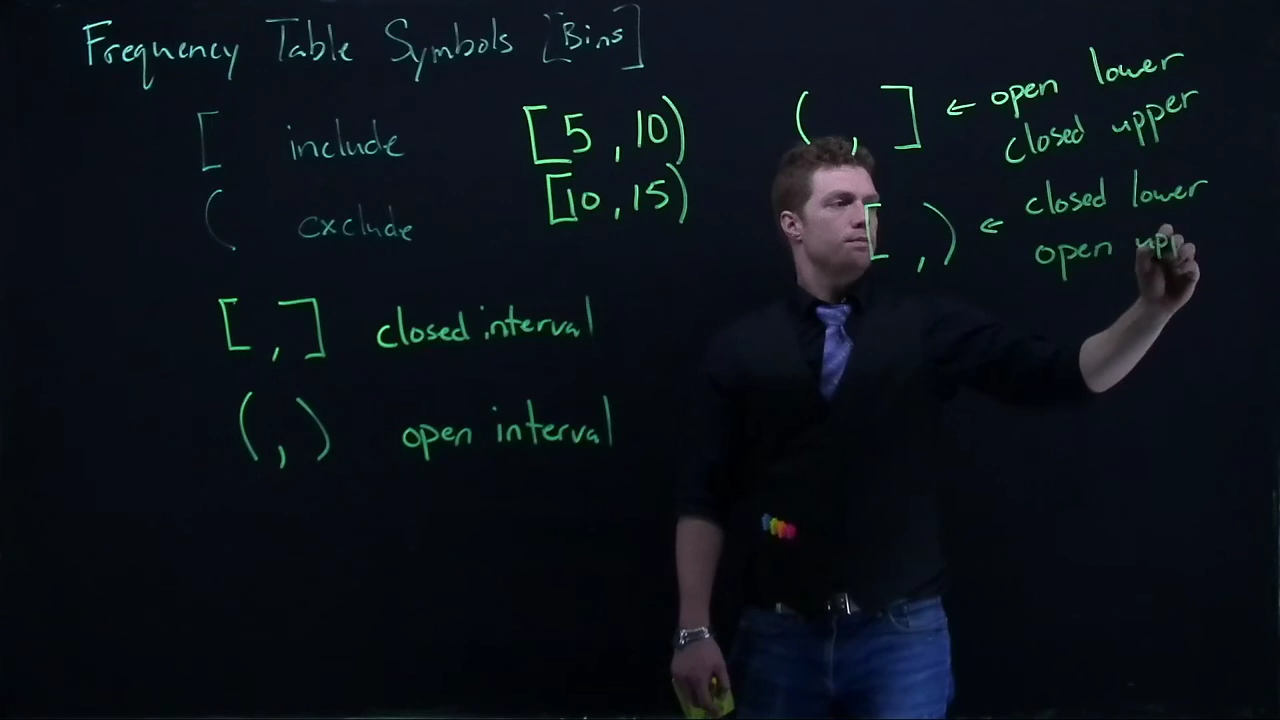 Frequency Table Symbols [Bins]
[ include
( exclude
[5,10)
[10,15)
[ , ] closed interval
( , ) open interval
( , ] ← open lower
closed upper
[ , ) ← closed lower
open upp